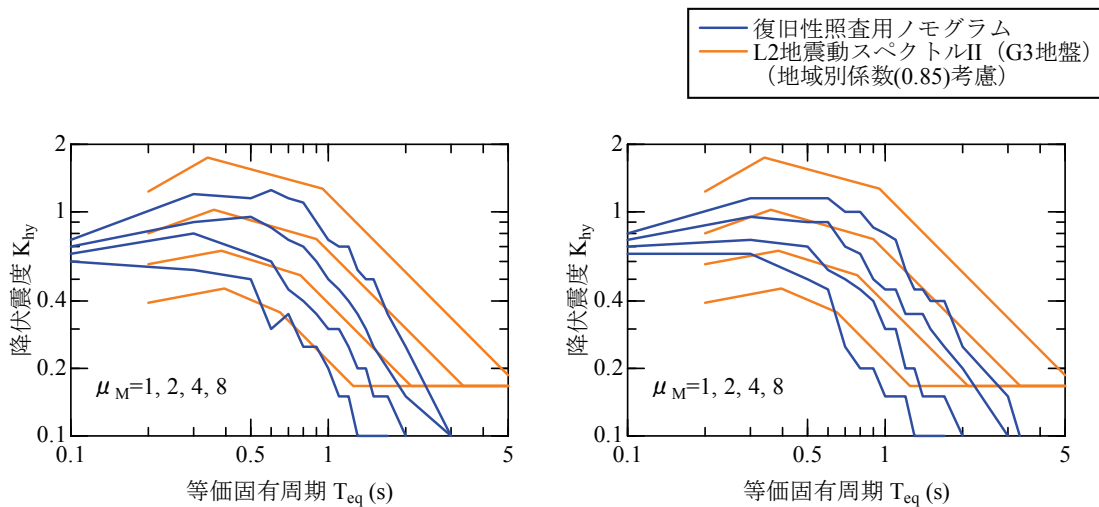 復旧性照査用ノモグラム
L2地震動スペクトルII（G3地盤）
（地域別係数(0.85)考慮）
降伏震度 Khy
2
1
0.4
0.2
0.1
μM=1, 2, 4, 8
0.1
0.5
1
5
等価固有周期 Teq (s)
降伏震度 Khy
2
1
0.4
0.2
0.1
μM=1, 2, 4, 8
0.1
0.5
1
5
等価固有周期 Teq (s)